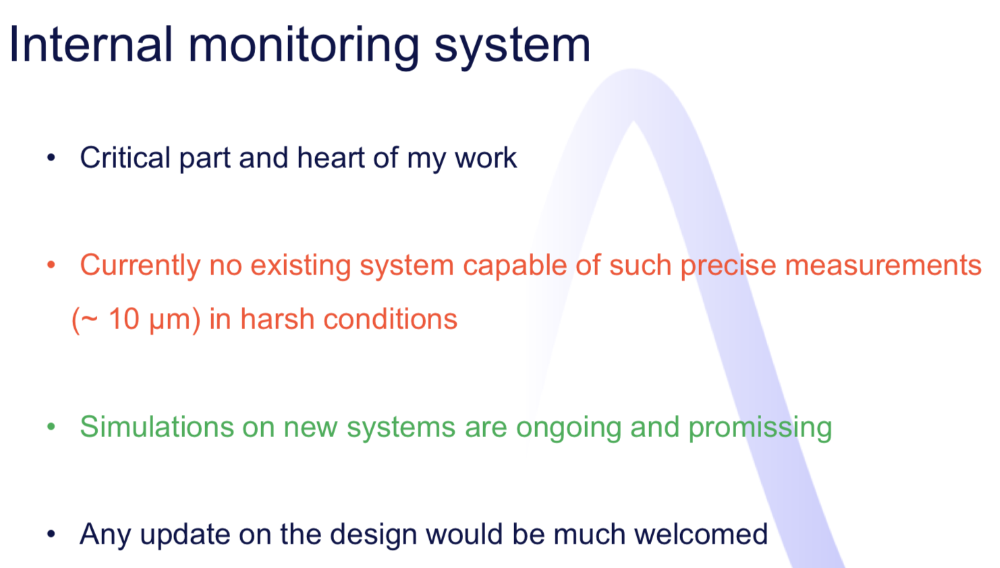 Internal monitoring system
• Critical part and heart of my work
• Currently no existing system capable of such precise measurements
(~ 10 μm) in harsh conditions
• Simulations on new systems are ongoing and promissing
• Any update on the design would be much welcomed